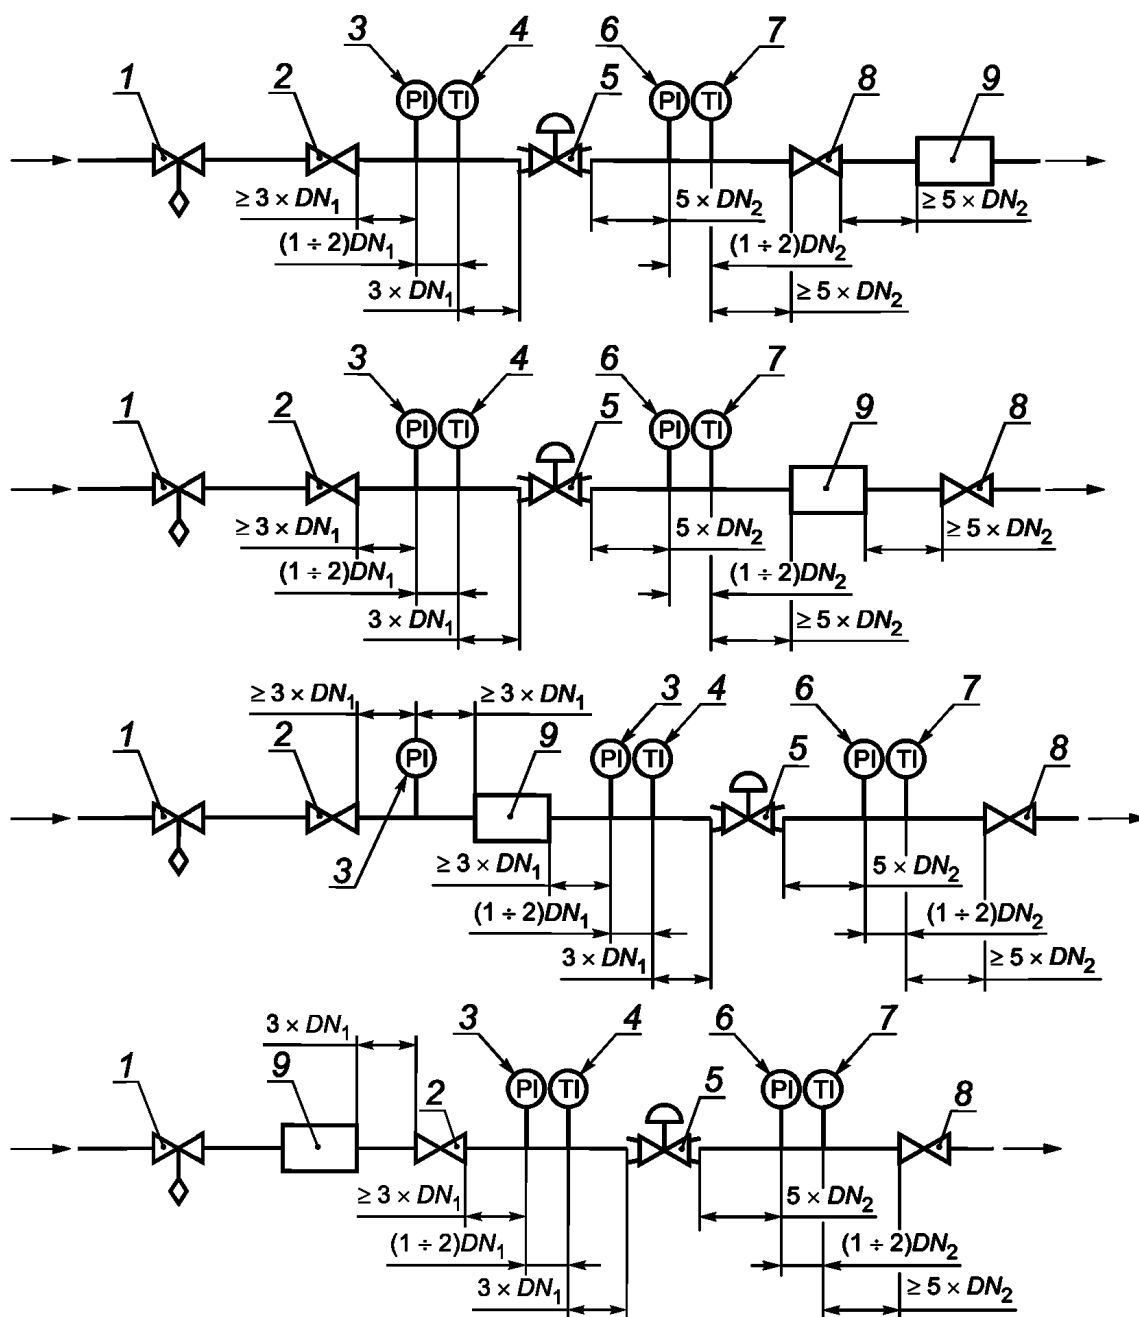 3 4 6 7
1 2 5 8 9
PI TI PI TI
≥ 3 × DN₁ 5 × DN₂ ≥ 5 × DN₂
(1 ÷ 2)DN₁ (1 ÷ 2)DN₂
3 × DN₁ ≥ 5 × DN₂
3 4 6 7
1 2 5 9 8
PI TI PI TI
≥ 3 × DN₁ 5 × DN₂ ≥ 5 × DN₂
(1 ÷ 2)DN₁ (1 ÷ 2)DN₂
3 × DN₁ ≥ 5 × DN₂
≥ 3 × DN₁ ≥ 3 × DN₁ 3 4 6 7
1 2 9 5 8
PI PI TI PI TI
3 ≥ 3 × DN₁ 5 × DN₂
(1 ÷ 2)DN₁ (1 ÷ 2)DN₂
3 × DN₁ ≥ 5 × DN₂
3 × DN₁ 3 4 6 7
1 9 2 5 8
PI TI PI TI
≥ 3 × DN₁ 5 × DN₂
(1 ÷ 2)DN₁ (1 ÷ 2)DN₂
3 × DN₁ ≥ 5 × DN₂